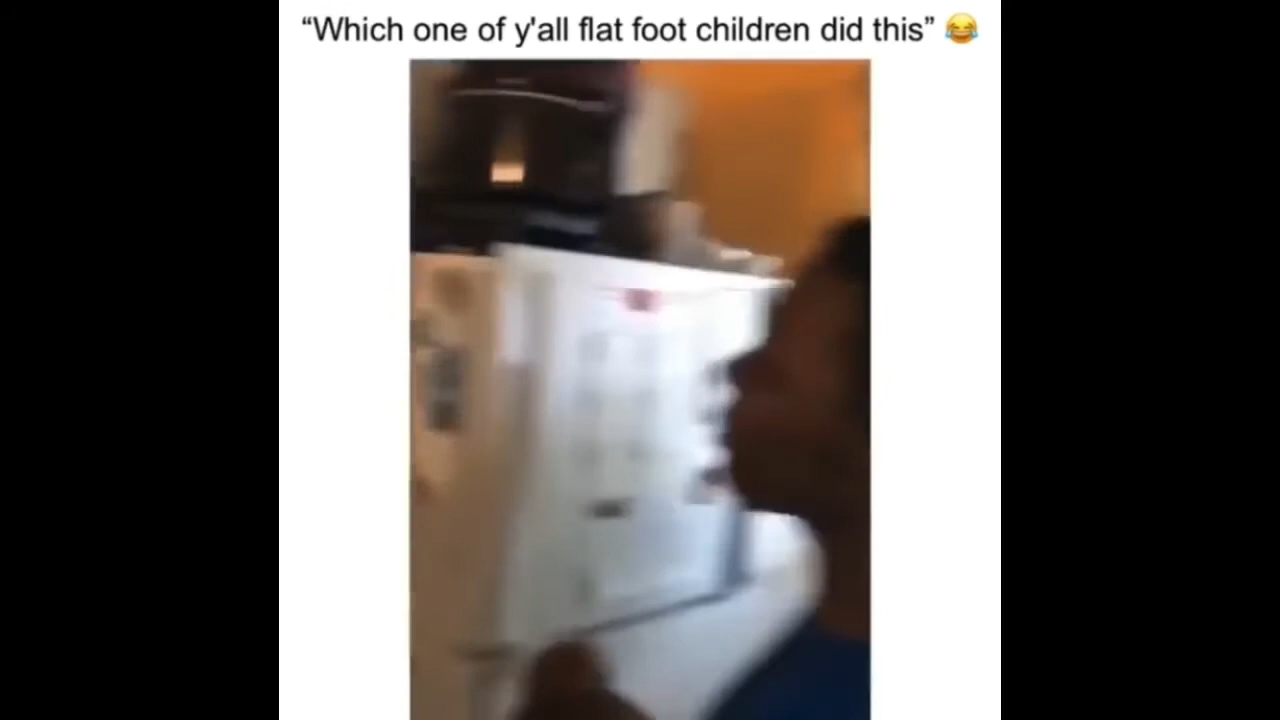 “Which one of y'all flat foot children did this” 😂